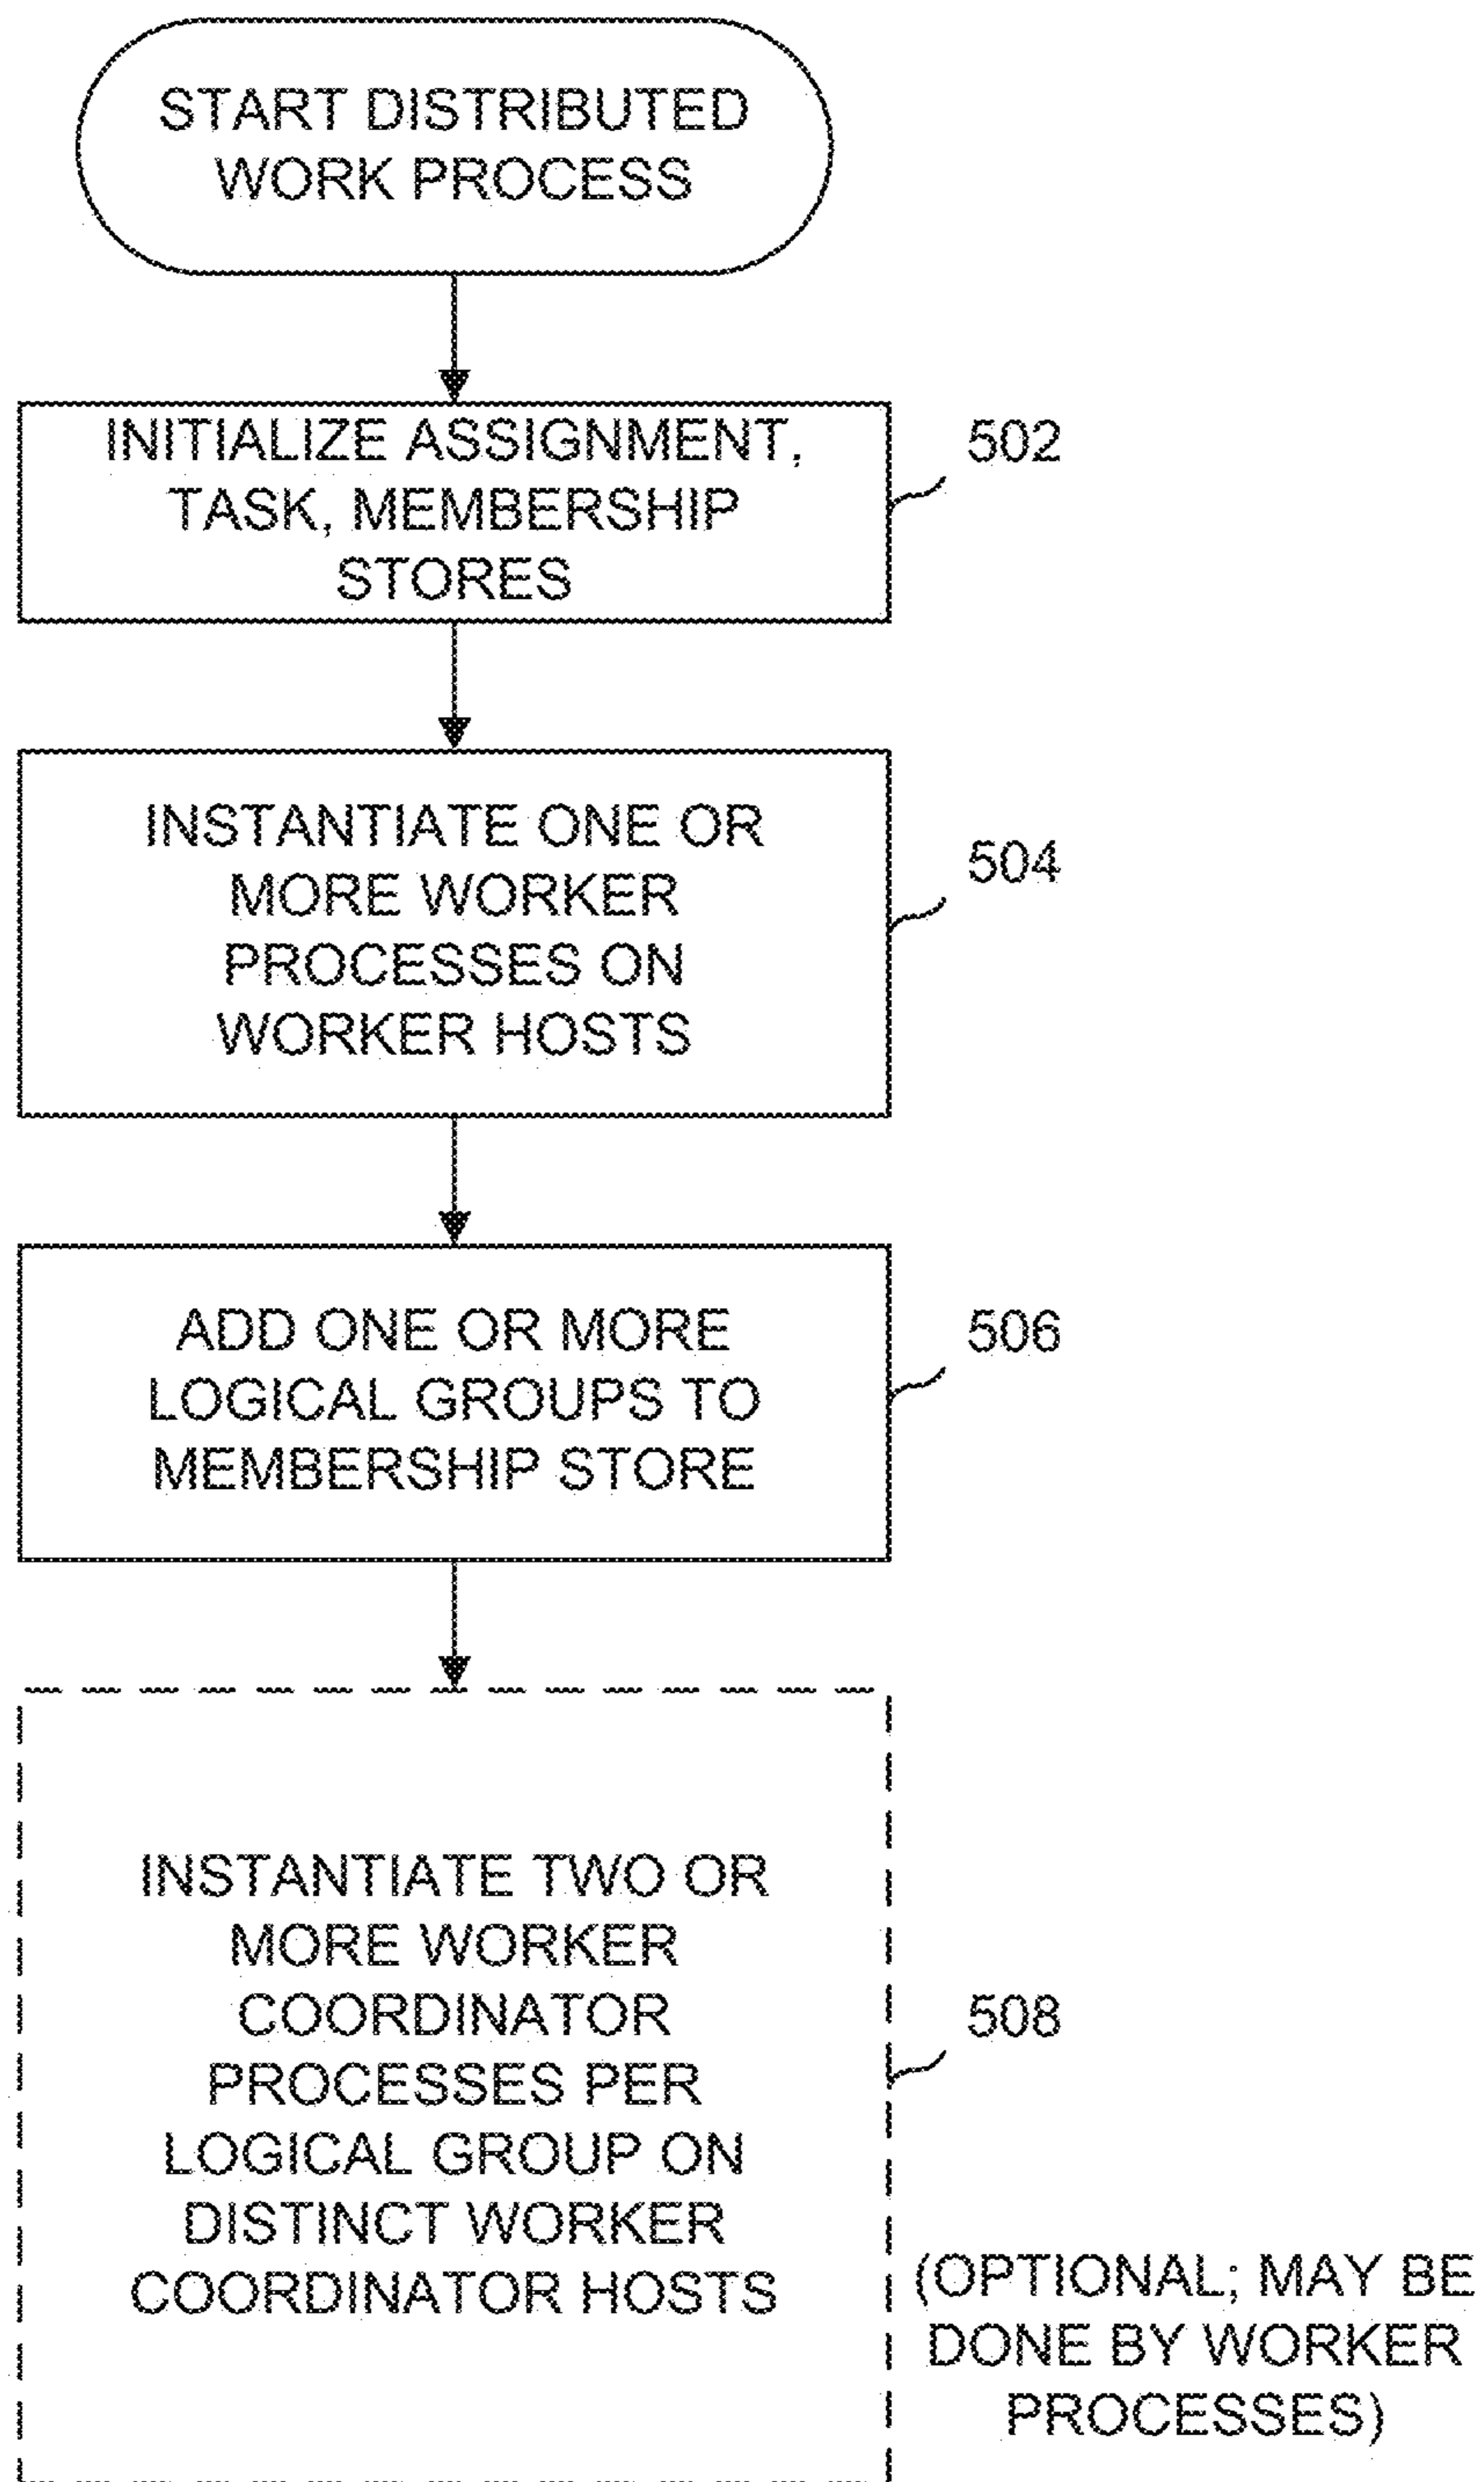 START DISTRIBUTED
WORK PROCESS
INITIALIZE ASSIGNMENT,
TASK, MEMBERSHIP
STORES
502
INSTANTIATE ONE OR
MORE WORKER
PROCESSES ON
WORKER HOSTS
504
ADD ONE OR MORE
LOGICAL GROUPS TO
MEMBERSHIP STORE
506
INSTANTIATE TWO OR
MORE WORKER
COORDINATOR
PROCESSES PER
LOGICAL GROUP ON
DISTINCT WORKER
COORDINATOR HOSTS
508
(OPTIONAL; MAY BE
DONE BY WORKER
PROCESSES)